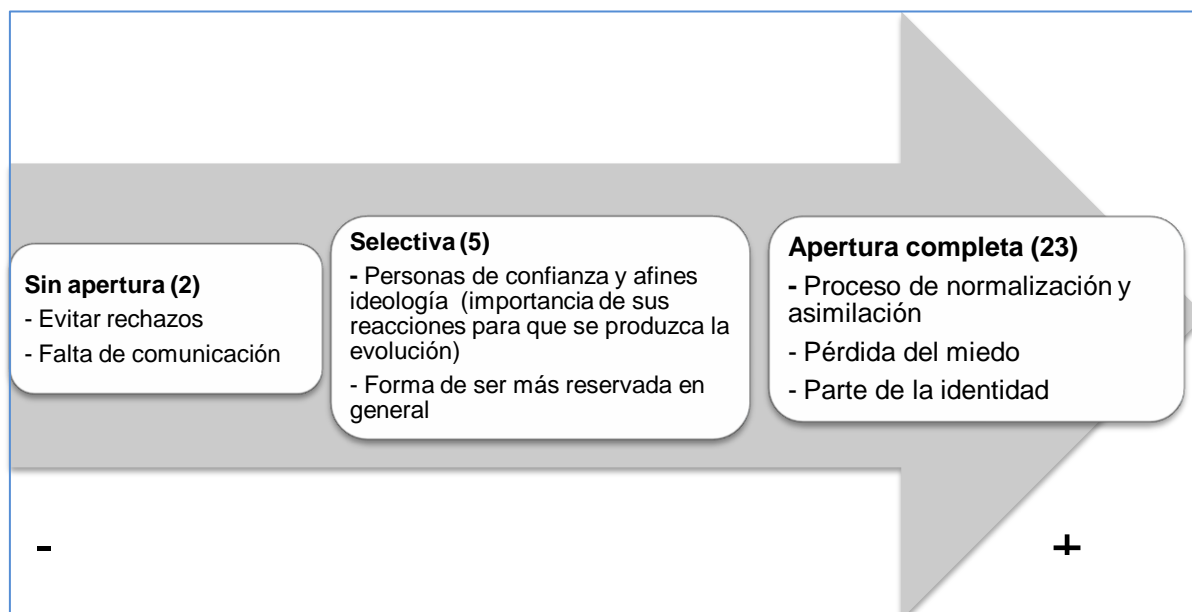 Sin apertura (2)
- Evitar rechazos
- Falta de comunicación
Selectiva (5)
- Personas de confianza y afines
ideología (importancia de sus
reacciones para que se produzca la
evolución)
- Forma de ser más reservada en
general
Apertura completa (23)
- Proceso de normalización y
asimilación
- Pérdida del miedo
- Parte de la identidad
-
+